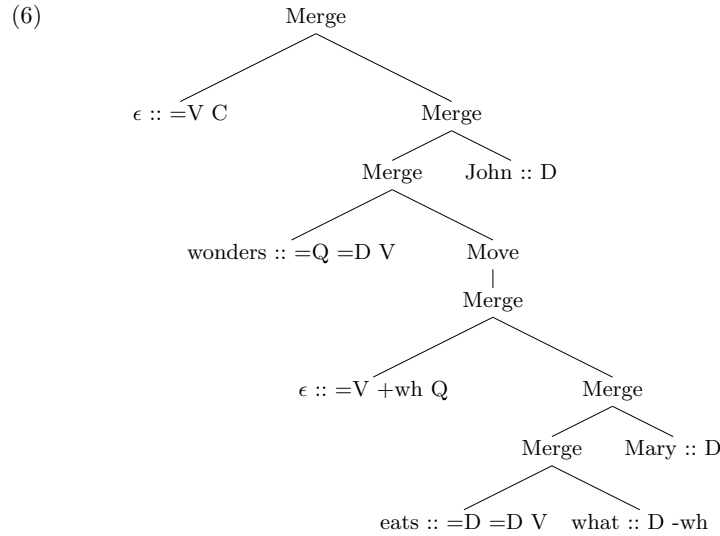 (6) Merge
ϵ :: =V C Merge
Merge John :: D
wonders :: =Q =D V Move
Merge
ϵ :: =V +wh Q Merge
Merge Mary :: D
eats :: =D =D V what :: D -wh